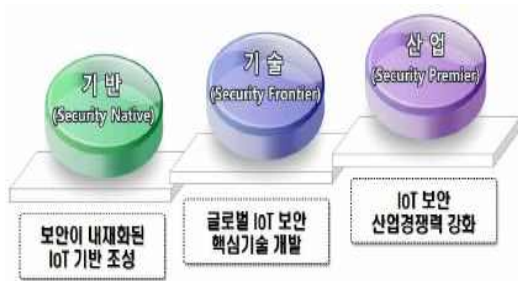 기 반
(Security Native)
기 술
(Security Frontier)
산 업
(Security Premier)
보안이 내재화된
IoT 기반 조성
글로벌 IoT 보안
핵심기술 개발
IoT 보안
산업경쟁력 강화